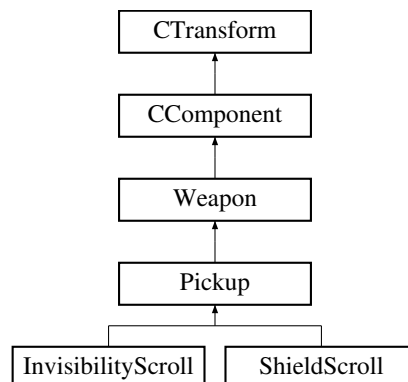 CTransform
CComponent
Weapon
Pickup
InvisibilityScroll
ShieldScroll